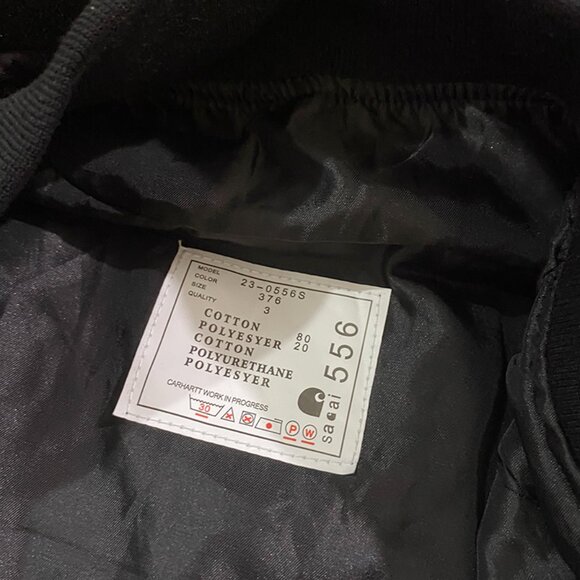 MODEL 23-0556S
COLOR 376
SIZE 3
QUALITY
COTTON 80
POLYESYER 20
COTTON
POLYURETHANE
POLYESYER
CARHARTT WORK IN PROGRESS
30 P W
sacai 556